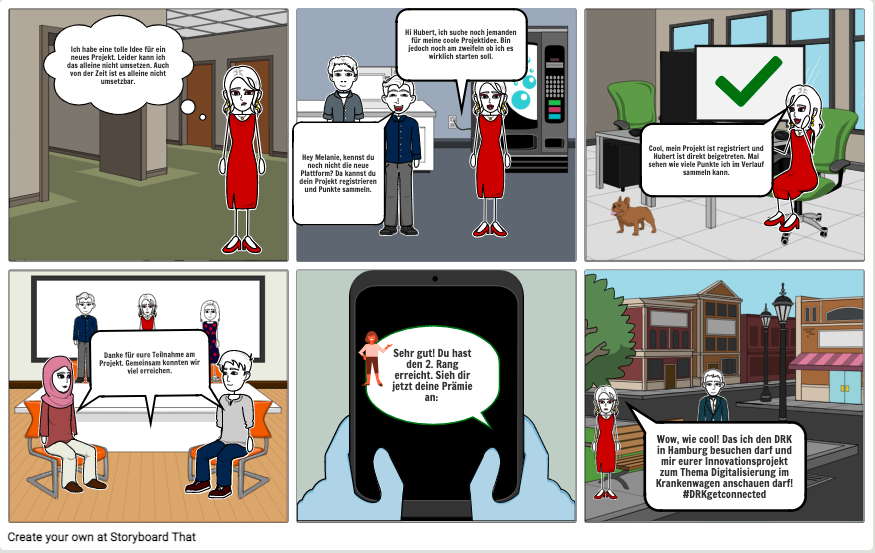 Ich habe eine tolle Idee für ein
neues Projekt. Leider kann ich
das alleine nicht umsetzen. Auch
von der Zeit ist es alleine nicht
umsetzbar.
Hi Hubert, ich suche noch jemanden
für meine coole Projektidee. Bin
jedoch noch am zweifeln ob ich es
wirklich starten soll.
Hey Melanie, kennst du
noch nicht die neue
Plattform? Da kannst du
dein Projekt registrieren
und Punkte sammeln.
Cool, mein Projekt ist registriert und
Hubert ist direkt beigetreten. Mal
sehen wie viele Punkte ich im Verlauf
sammeln kann.
Danke für eure Teilnahme am
Projekt. Gemeinsam konnten wir
viel erreichen.
Sehr gut! Du hast
den 2. Rang
erreicht. Sieh dir
jetzt deine Prämie
an:
Wow, wie cool! Das ich den DRK
in Hamburg besuchen darf und
mir eurer Innovationsprojekt
zum Thema Digitalisierung im
Krankenwagen anschauen darf!
#DRKgetconnected
Create your own at Storyboard That